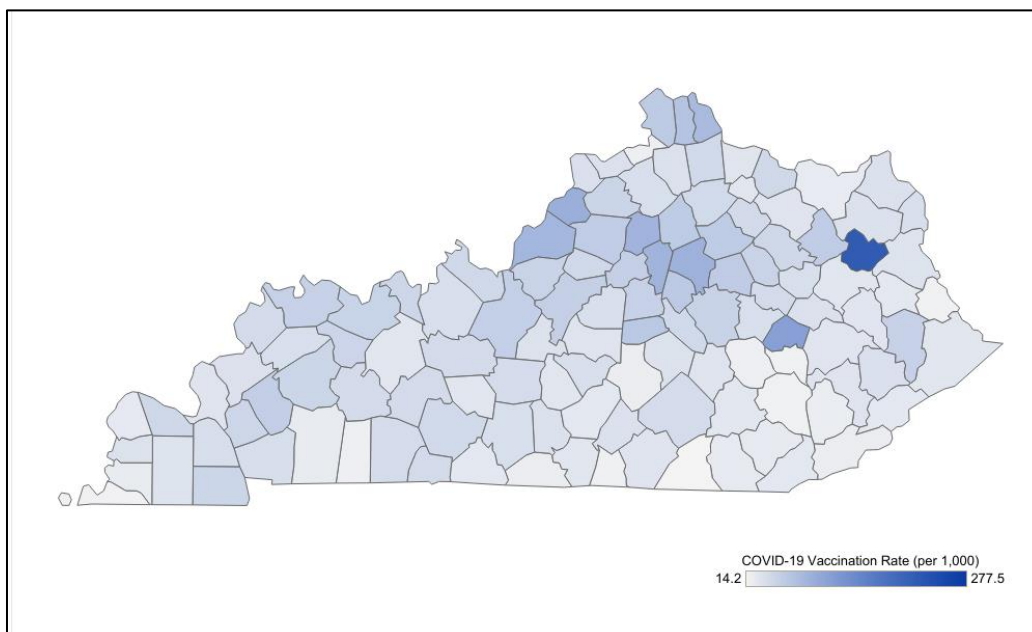 COVID-19 Vaccination Rate (per 1,000)
14.2 277.5